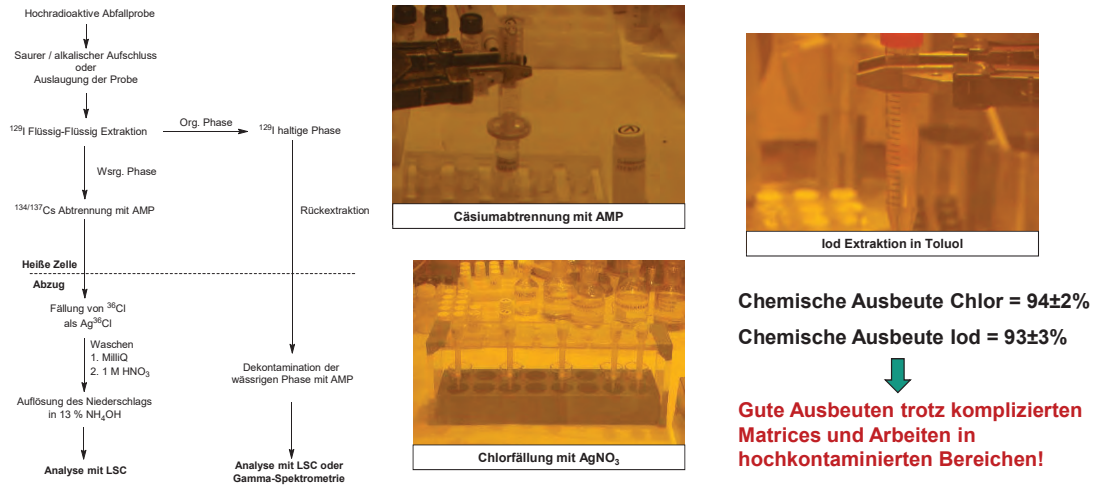 Hochradioaktive Abfallprobe
Saurer / alkalischer Aufschluss
oder
Auslaugung der Probe
¹²⁹I Flüssig-Flüssig Extraktion
Org. Phase
¹²⁹I haltige Phase
Wsrg. Phase
¹³⁴/¹³⁷Cs Abtrennung mit AMP
Rückextraktion
Heiße Zelle
Abzug
Fällung von ³⁶Cl
als Ag³⁶Cl
Waschen
1. MilliQ
2. 1 M HNO₃
Auflösung des Niederschlags
in 13 % NH₄OH
Analyse mit LSC
Dekontamination der
wässrigen Phase mit AMP
Analyse mit LSC oder
Gamma-Spektrometrie
A
Cäsiumabtrennung mit AMP
Chlorfällung mit AgNO₃
Iod Extraktion in Toluol
Chemische Ausbeute Chlor = 94±2%
Chemische Ausbeute Iod = 93±3%
Gute Ausbeuten trotz komplizierten
Matrices und Arbeiten in
hochkontaminierten Bereichen!